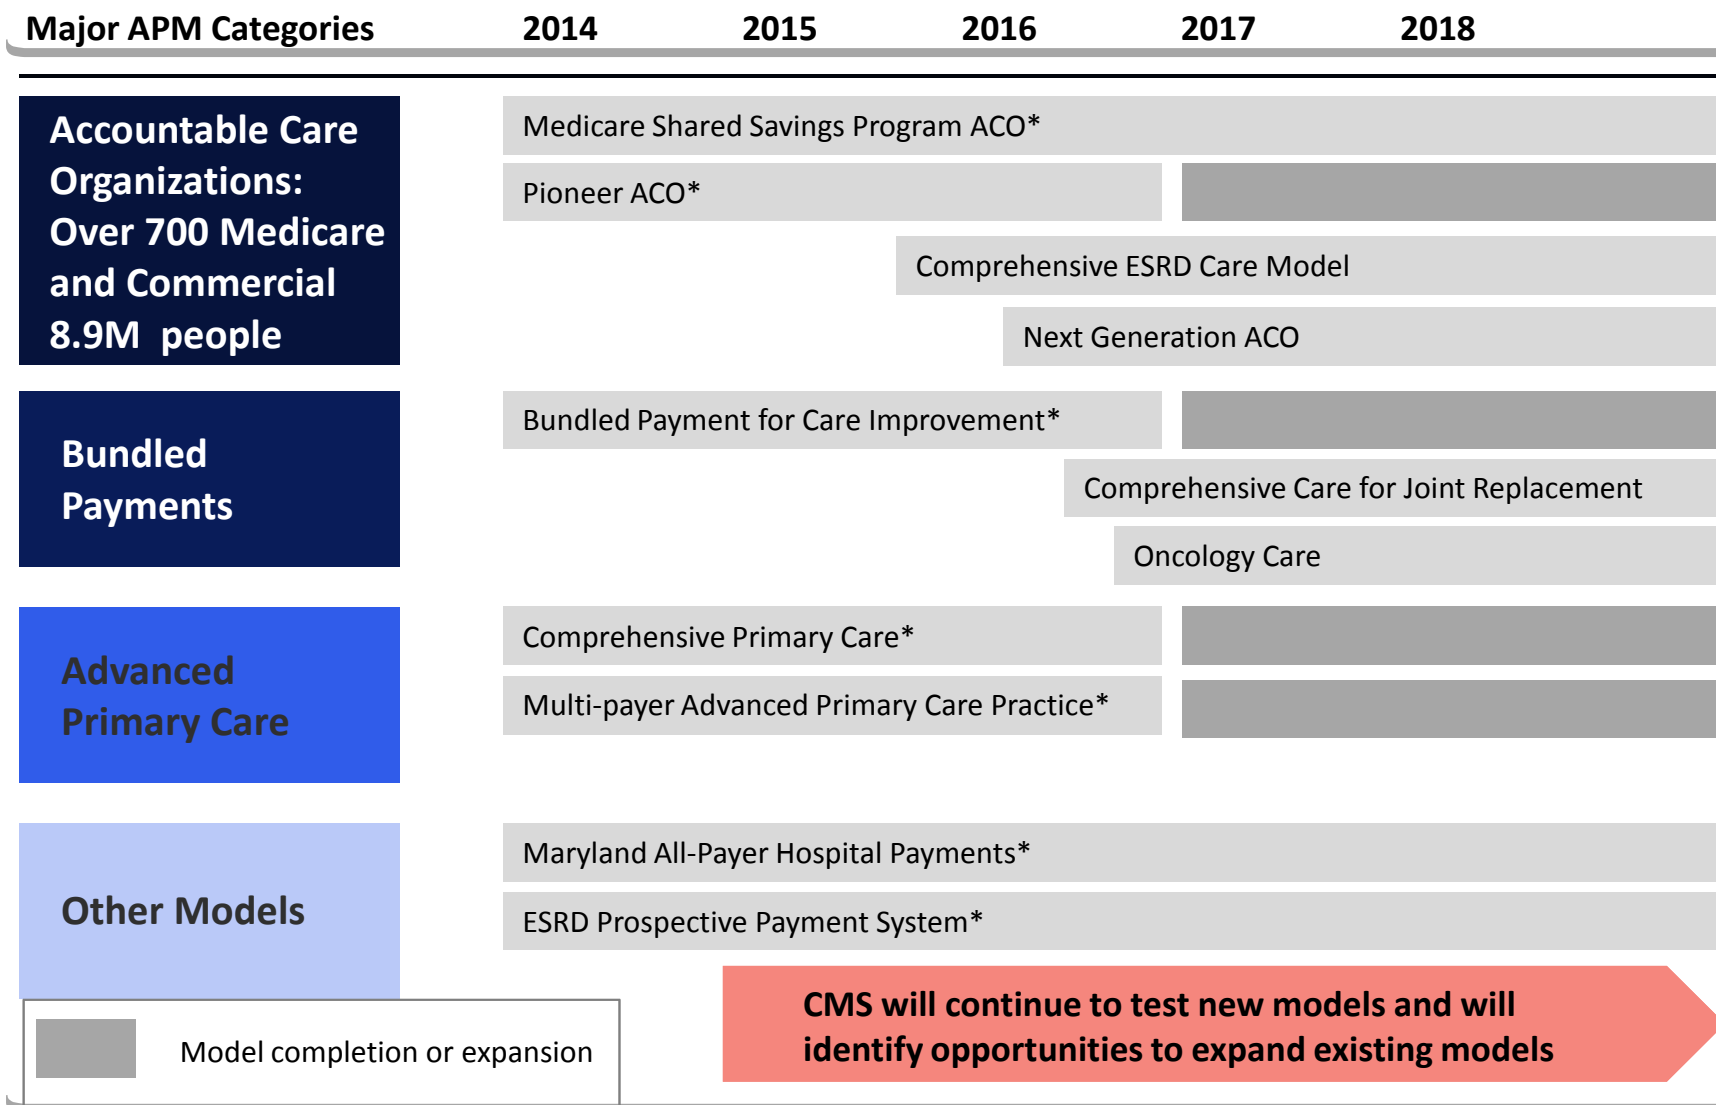 Major APM Categories 2014 2015 2016 2017 2018
Accountable Care
Organizations:
Over 700 Medicare
and Commercial
8.9M  people
Medicare Shared Savings Program ACO*
Pioneer ACO*
Comprehensive ESRD Care Model
Next Generation ACO
Bundled
Payments
Bundled Payment for Care Improvement*
Comprehensive Care for Joint Replacement
Oncology Care
Advanced
Primary Care
Comprehensive Primary Care*
Multi-payer Advanced Primary Care Practice*
Other Models
Maryland All-Payer Hospital Payments*
ESRD Prospective Payment System*
CMS will continue to test new models and will
identify opportunities to expand existing models
Model completion or expansion